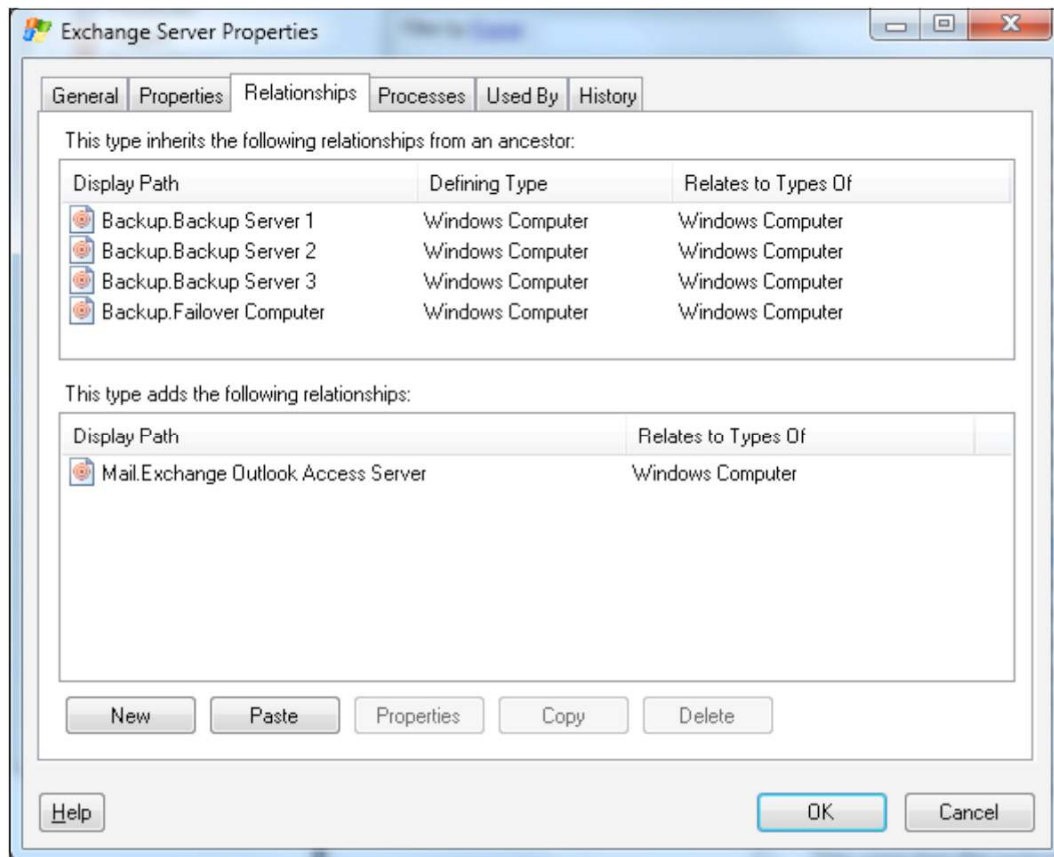 Exchange Server Properties
General Properties Relationships Processes Used By History
This type inherits the following relationships from an ancestor:
Display Path Defining Type Relates to Types Of
Backup.Backup Server 1 Windows Computer Windows Computer
Backup.Backup Server 2 Windows Computer Windows Computer
Backup.Backup Server 3 Windows Computer Windows Computer
Backup.Failover Computer Windows Computer Windows Computer
This type adds the following relationships:
Display Path Relates to Types Of
Mail.Exchange Outlook Access Server Windows Computer
New Paste Properties Copy Delete
Help OK Cancel